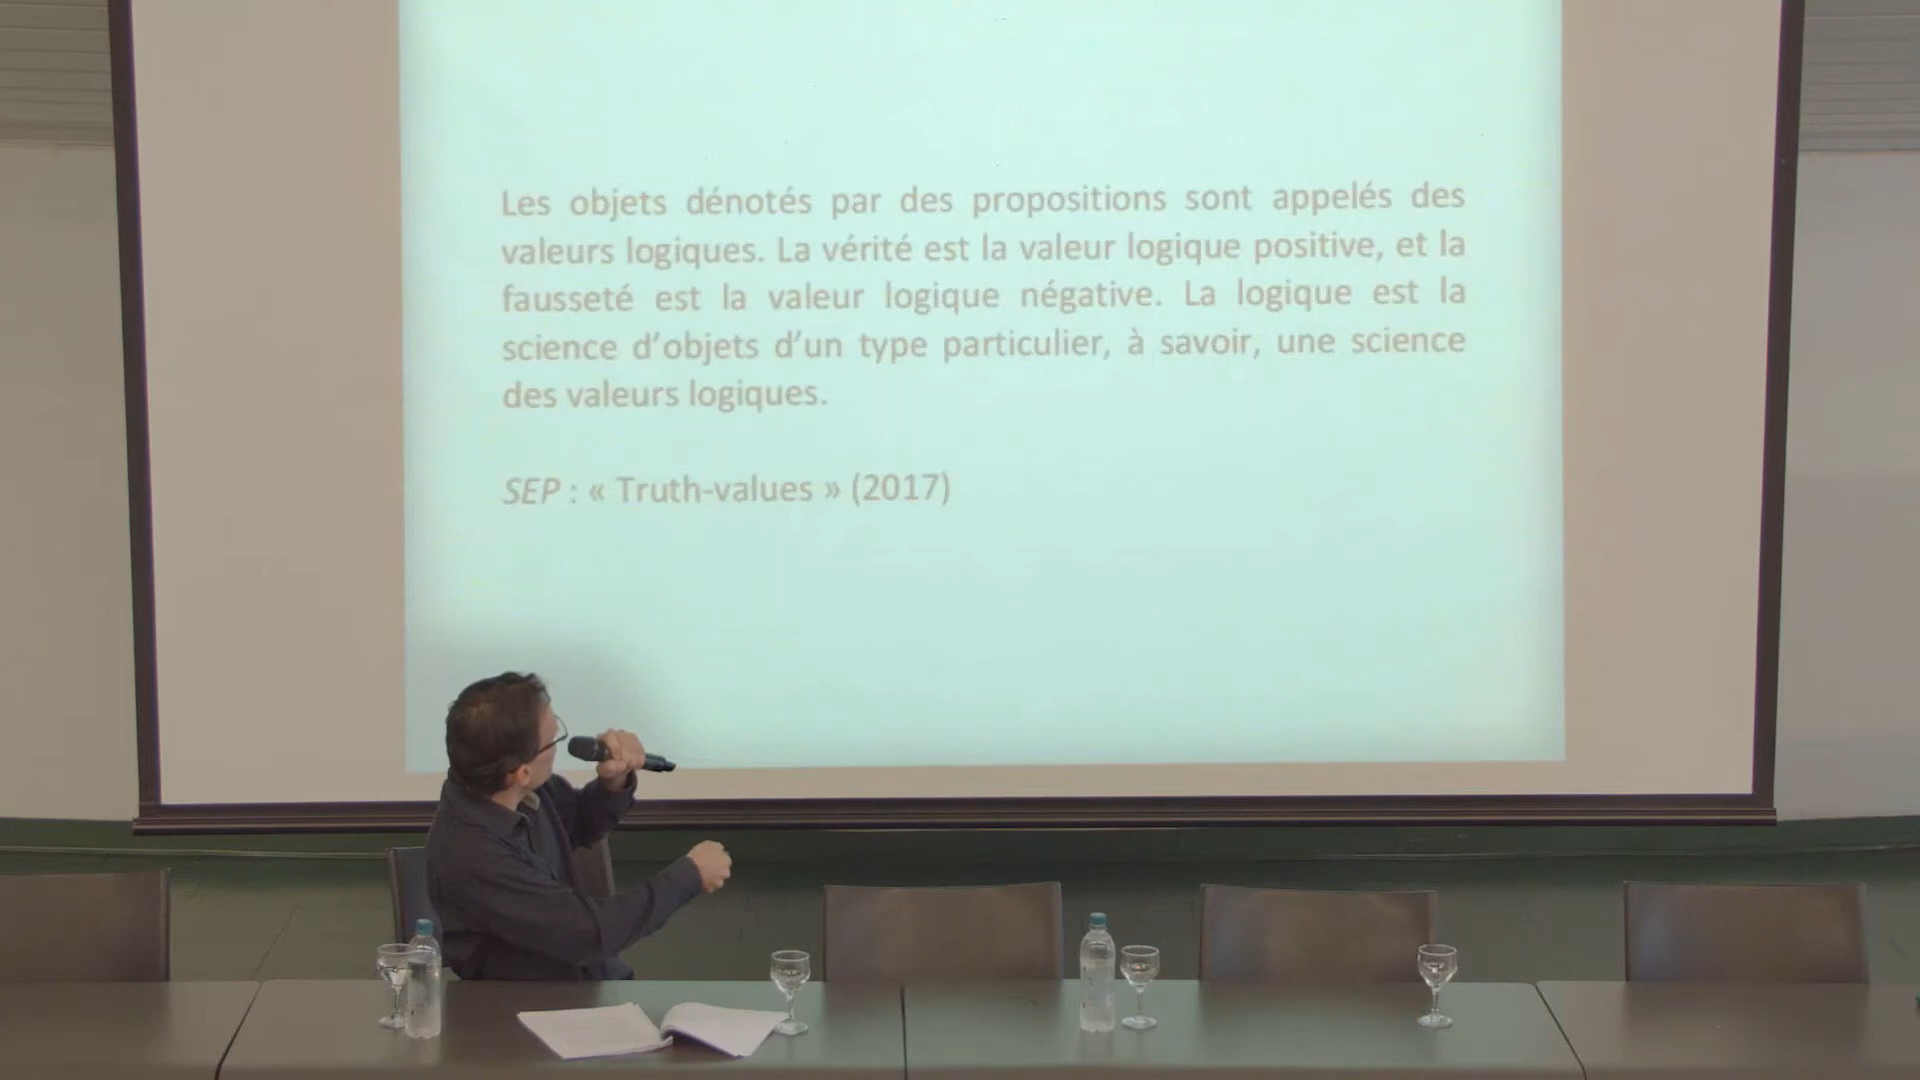 Les objets dénotés par des propositions sont appelés des
valeurs logiques. La vérité est la valeur logique positive, et la
fausseté est la valeur logique négative. La logique est la
science d’objets d’un type particulier, à savoir, une science
des valeurs logiques.
SEP : « Truth-values » (2017)